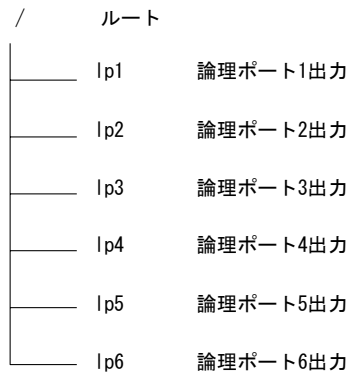 / ルート
lp1 論理ポート1出力
lp2 論理ポート2出力
lp3 論理ポート3出力
lp4 論理ポート4出力
lp5 論理ポート5出力
lp6 論理ポート6出力